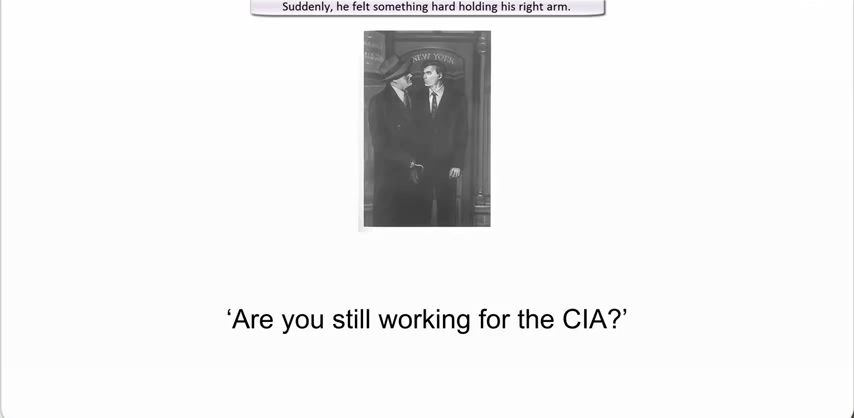 Suddenly, he felt something hard holding his right arm.
NEW YORK
‘Are you still working for the CIA?’